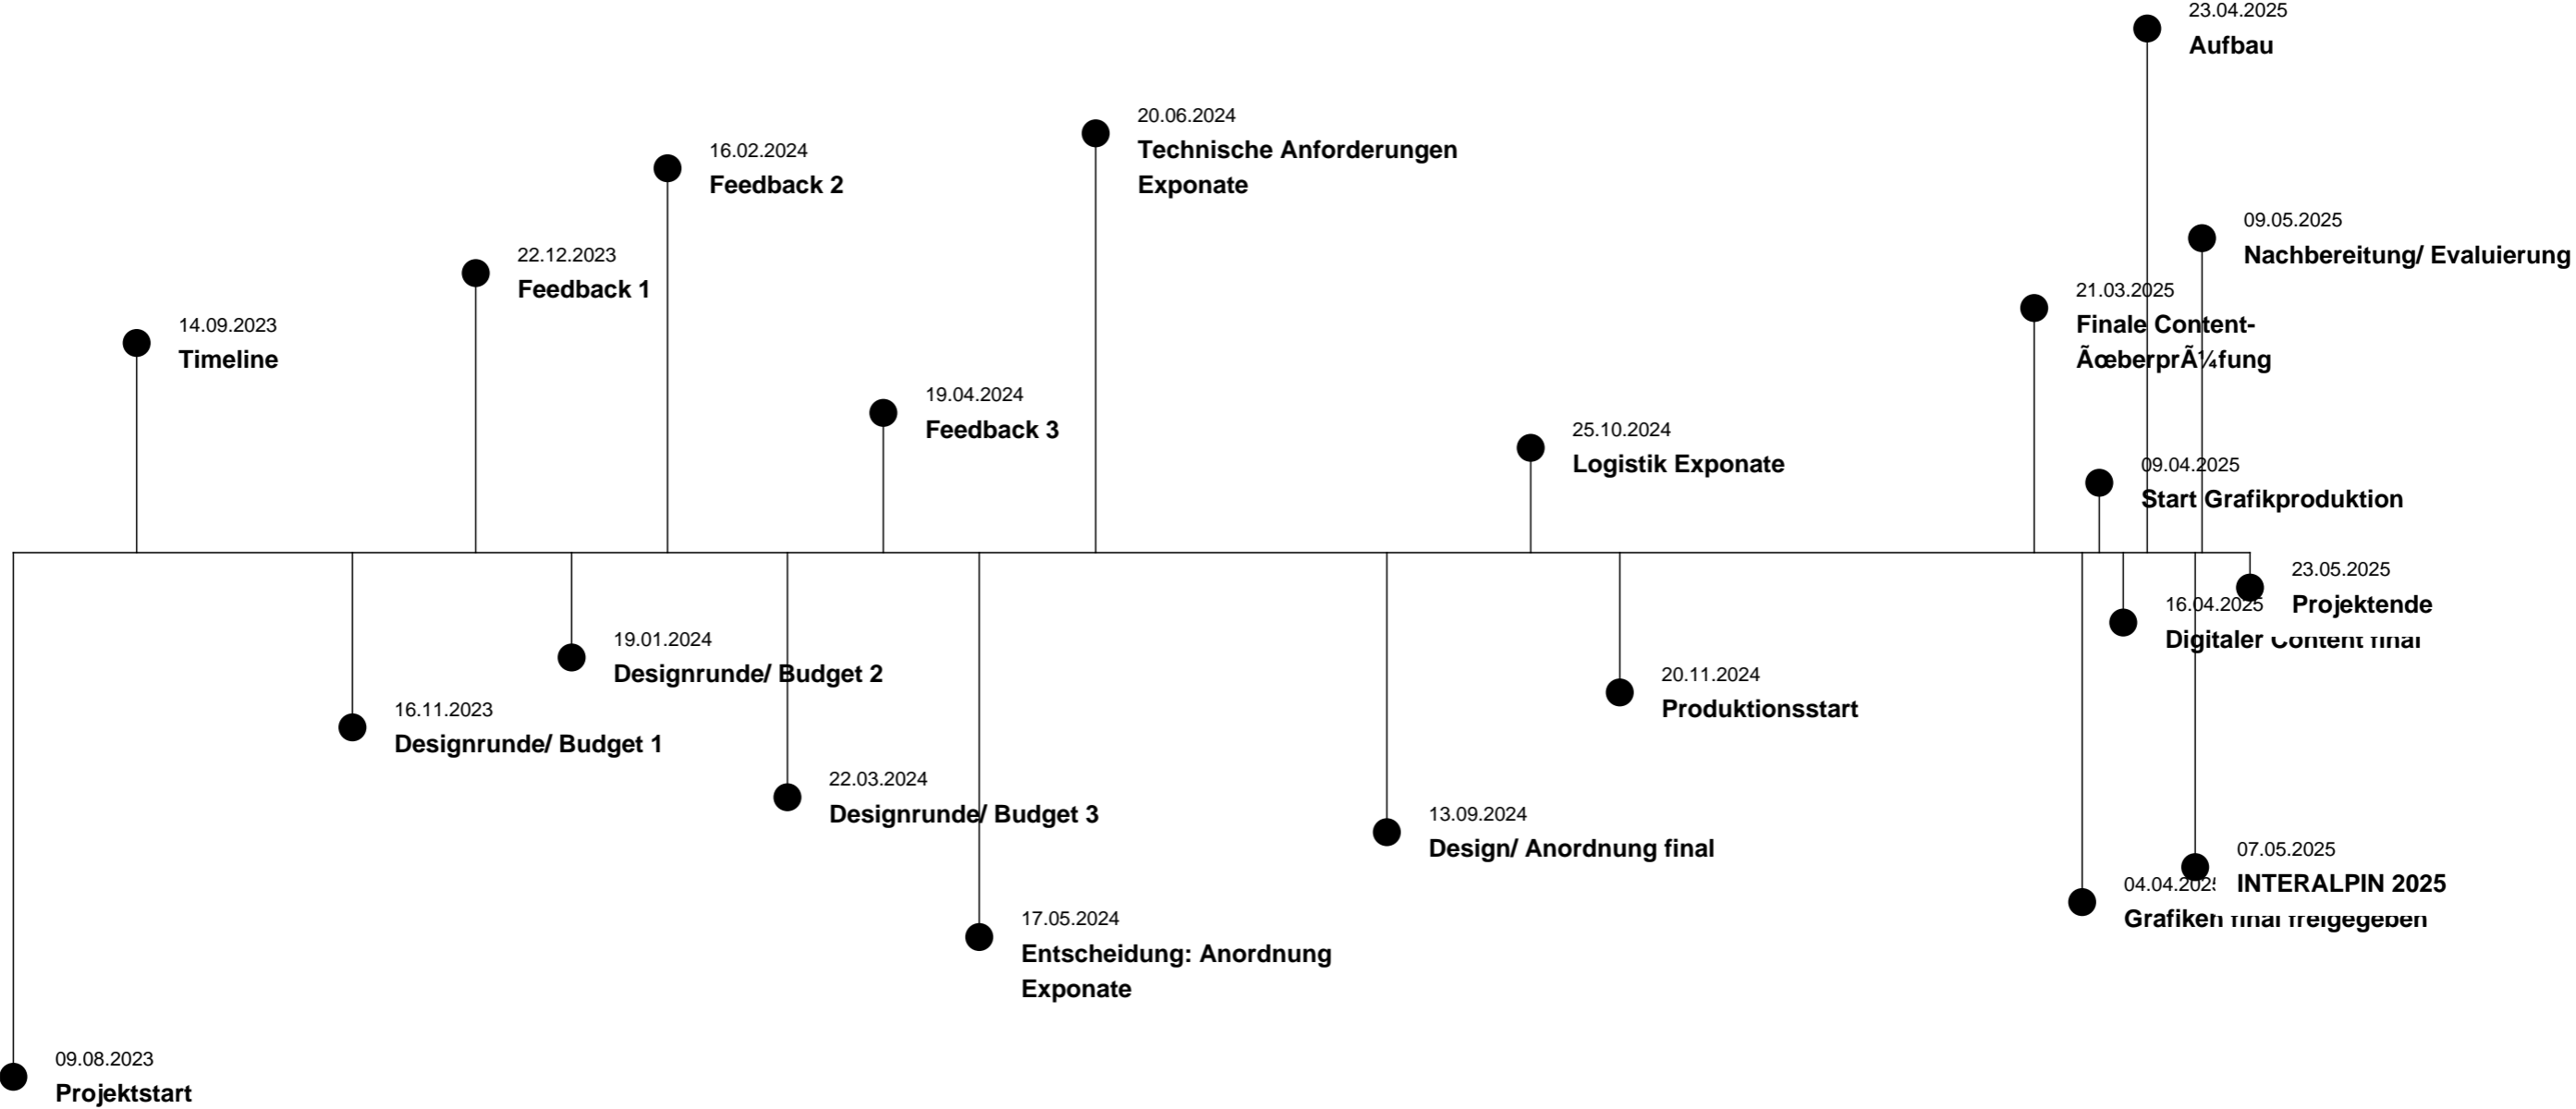 23.04.2025
Aufbau
20.06.2024
Technische Anforderungen
Exponate
16.02.2024
Feedback 2
09.05.2025
Nachbereitung/ Evaluierung
22.12.2023
Feedback 1
21.03.2025
Finale Content-
Ãœberprüfung
14.09.2023
Timeline
19.04.2024
Feedback 3
25.10.2024
Logistik Exponate
09.04.2025
Start Grafikproduktion
23.05.2025
Projektende
16.04.2025
Digitaler Content final
19.01.2024
Designrunde/ Budget 2
20.11.2024
Produktionsstart
16.11.2023
Designrunde/ Budget 1
22.03.2024
Designrunde/ Budget 3
13.09.2024
Design/ Anordnung final
07.05.2025
INTERALPIN 2025
04.04.2025
Grafiken final freigegeben
17.05.2024
Entscheidung: Anordnung
Exponate
09.08.2023
Projektstart